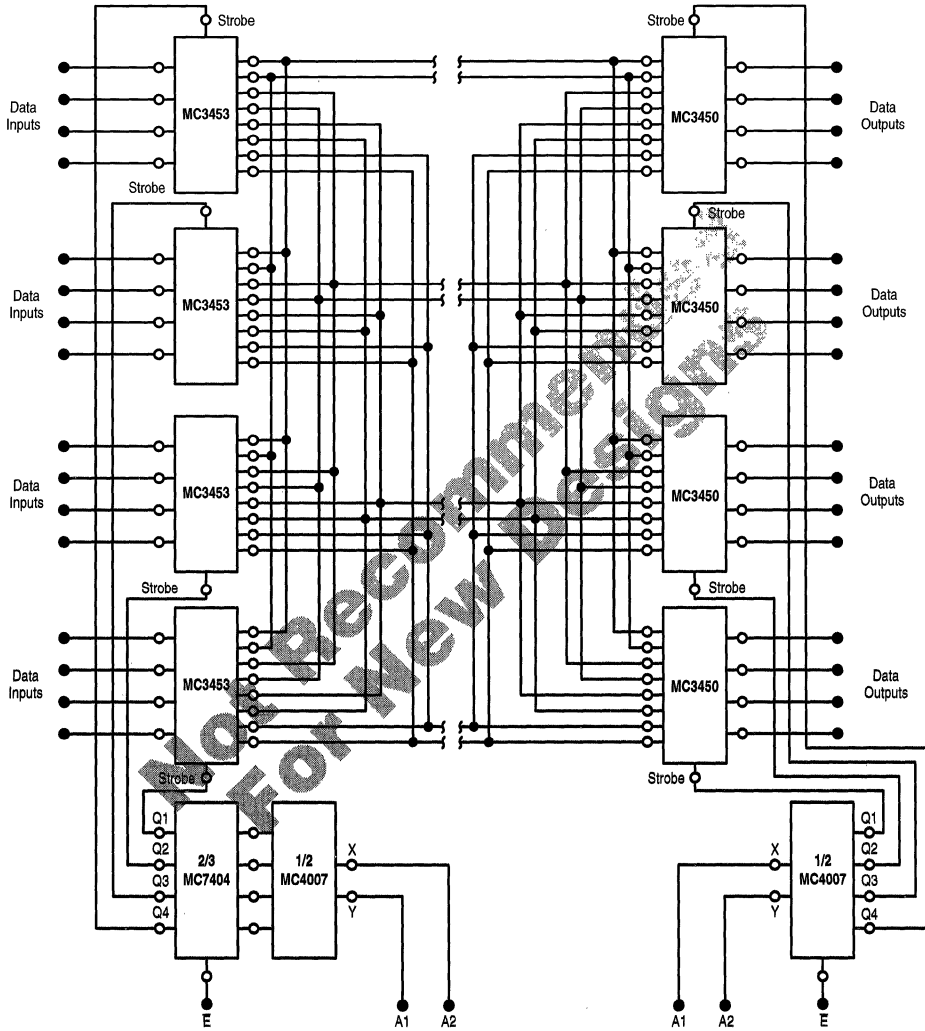 Strobe
Strobe
Data
Inputs
MC3453
MC3450
Data
Outputs
Strobe
Strobe
Data
Inputs
MC3453
MC3450
Data
Outputs
Data
Inputs
MC3453
MC3450
Data
Outputs
Strobe
Strobe
Data
Inputs
MC3453
MC3450
Data
Outputs
Strobe
Strobe
Not Recommended
For New Designs
Q1
Q2
Q3
Q4
2/3
MC7404
1/2
MC4007
X
Y
X
Y
1/2
MC4007
Q1
Q2
Q3
Q4
E̅
A1
A2
A1
A2
E̅